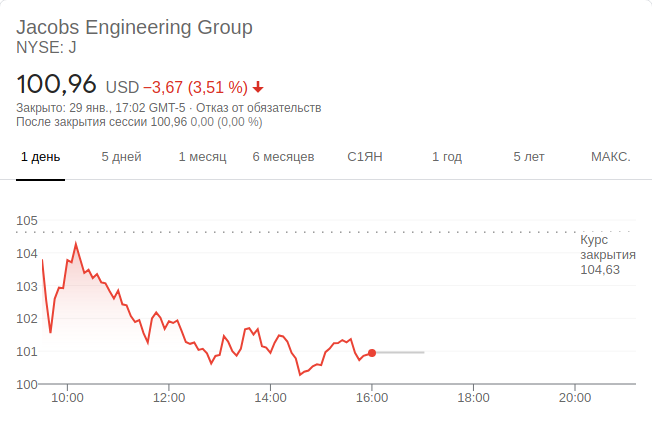 Jacobs Engineering Group
NYSE: J
100,96 USD −3,67 (3,51 %)
Закрыто: 29 янв., 17:02 GMT-5 · Отказ от обязательств
После закрытия сессии 100,96 0,00 (0,00 %)
1 день 5 дней 1 месяц 6 месяцев С1ЯН 1 год 5 лет МАКС.
105
Курс
закрытия
104,63
104
103
102
101
100
10:00 12:00 14:00 16:00 18:00 20:00